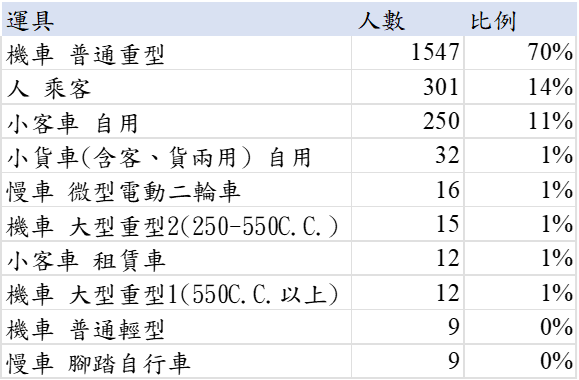 運具 人數 比例
機車 普通重型 1547 70%
人 乘客 301 14%
小客車 自用 250 11%
小貨車(含客、貨兩用) 自用 32 1%
慢車 微型電動二輪車 16 1%
機車 大型重型2(250-550C.C.) 15 1%
小客車 租賃車 12 1%
機車 大型重型1(550C.C.以上) 12 1%
機車 普通輕型 9 0%
慢車 腳踏自行車 9 0%